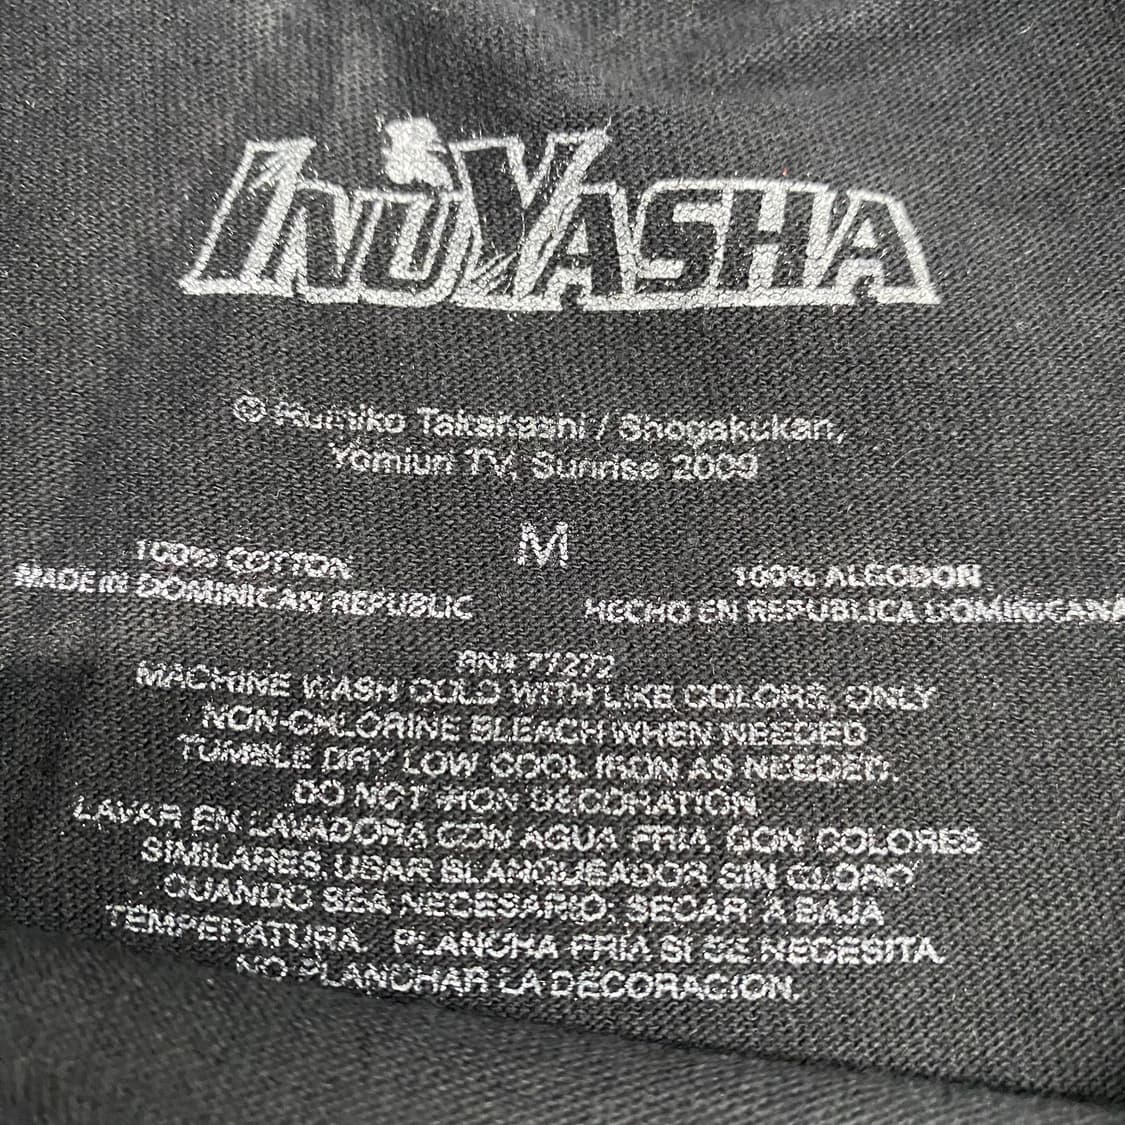 INUYASHA
© Rumiko Takahashi / Shogakukan,
Yomiuri TV, Sunrise 2009
M
100% COTTON
MADE IN DOMINICAN REPUBLIC
100% ALGODON
HECHO EN REPUBLICA DOMINICANA
RN# 77272
MACHINE WASH COLD WITH LIKE COLORS, ONLY
NON-CHLORINE BLEACH WHEN NEEDED
TUMBLE DRY LOW COOL IRON AS NEEDED.
DO NOT IRON DECORATION
LAVAR EN LAVADORA CON AGUA FRIA, CON COLORES
SIMILARES. USAR BLANQUEADOR SIN CLORO
CUANDO SEA NECESARIO; SECAR A BAJA
TEMPERATURA. PLANCHA FRÍA SI SE NECESITA.
NO PLANCHAR LA DECORACION.